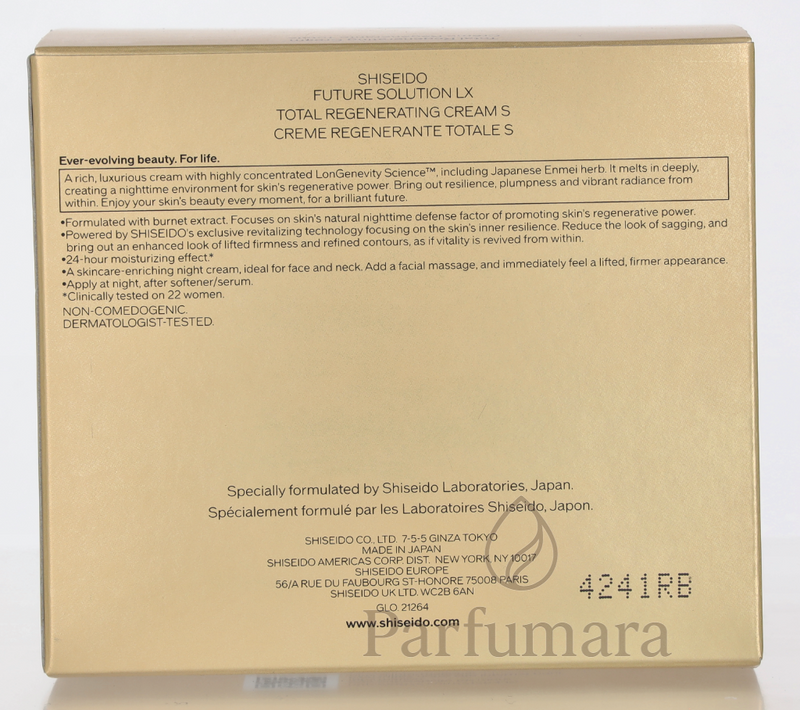 SHISEIDO
FUTURE SOLUTION LX
TOTAL REGENERATING CREAM S
CREME REGENERANTE TOTALE S
Ever-evolving beauty. For life.
A rich, luxurious cream with highly concentrated LonGenevity Science™, including Japanese Enmei herb. It melts in deeply,
creating a nighttime environment for skin's regenerative power. Bring out resilience, plumpness and vibrant radiance from
within. Enjoy your skin's beauty every moment, for a brilliant future.
•Formulated with burnet extract. Focuses on skin's natural nighttime defense factor of promoting skin's regenerative power.
•Powered by SHISEIDO's exclusive revitalizing technology focusing on the skin's inner resilience. Reduce the look of sagging, and
bring out an enhanced look of lifted firmness and refined contours, as if vitality is revived from within.
•24-hour moisturizing effect.*
•A skincare-enriching night cream, ideal for face and neck. Add a facial massage, and immediately feel a lifted, firmer appearance.
•Apply at night, after softener/serum.
*Clinically tested on 22 women.
NON-COMEDOGENIC.
DERMATOLOGIST-TESTED.
Specially formulated by Shiseido Laboratories, Japan.
Spécialement formulé par les Laboratoires Shiseido, Japon.
SHISEIDO CO., LTD. 7-5-5 GINZA TOKYO
MADE IN JAPAN
SHISEIDO AMERICAS CORP. DIST. NEW YORK, NY 10017
SHISEIDO EUROPE
56/A RUE DU FAUBOURG ST-HONORE 75008 PARIS
SHISEIDO UK LTD. WC2B 6AN
GLO. 21264
www.shiseido.com
4241RB
Parfumara